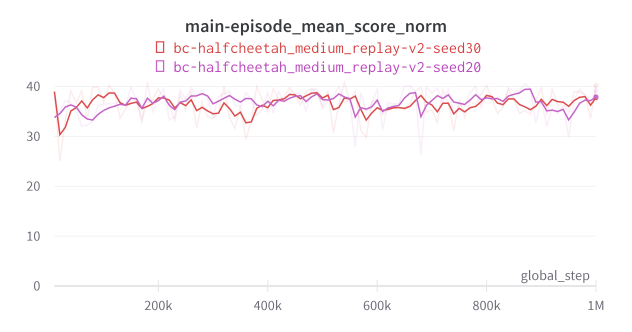 main-episode_mean_score_norm
bc-halfcheetah_medium_replay-v2-seed30
bc-halfcheetah_medium_replay-v2-seed20
40
30
20
10
0
global_step
200k 400k 600k 800k 1M